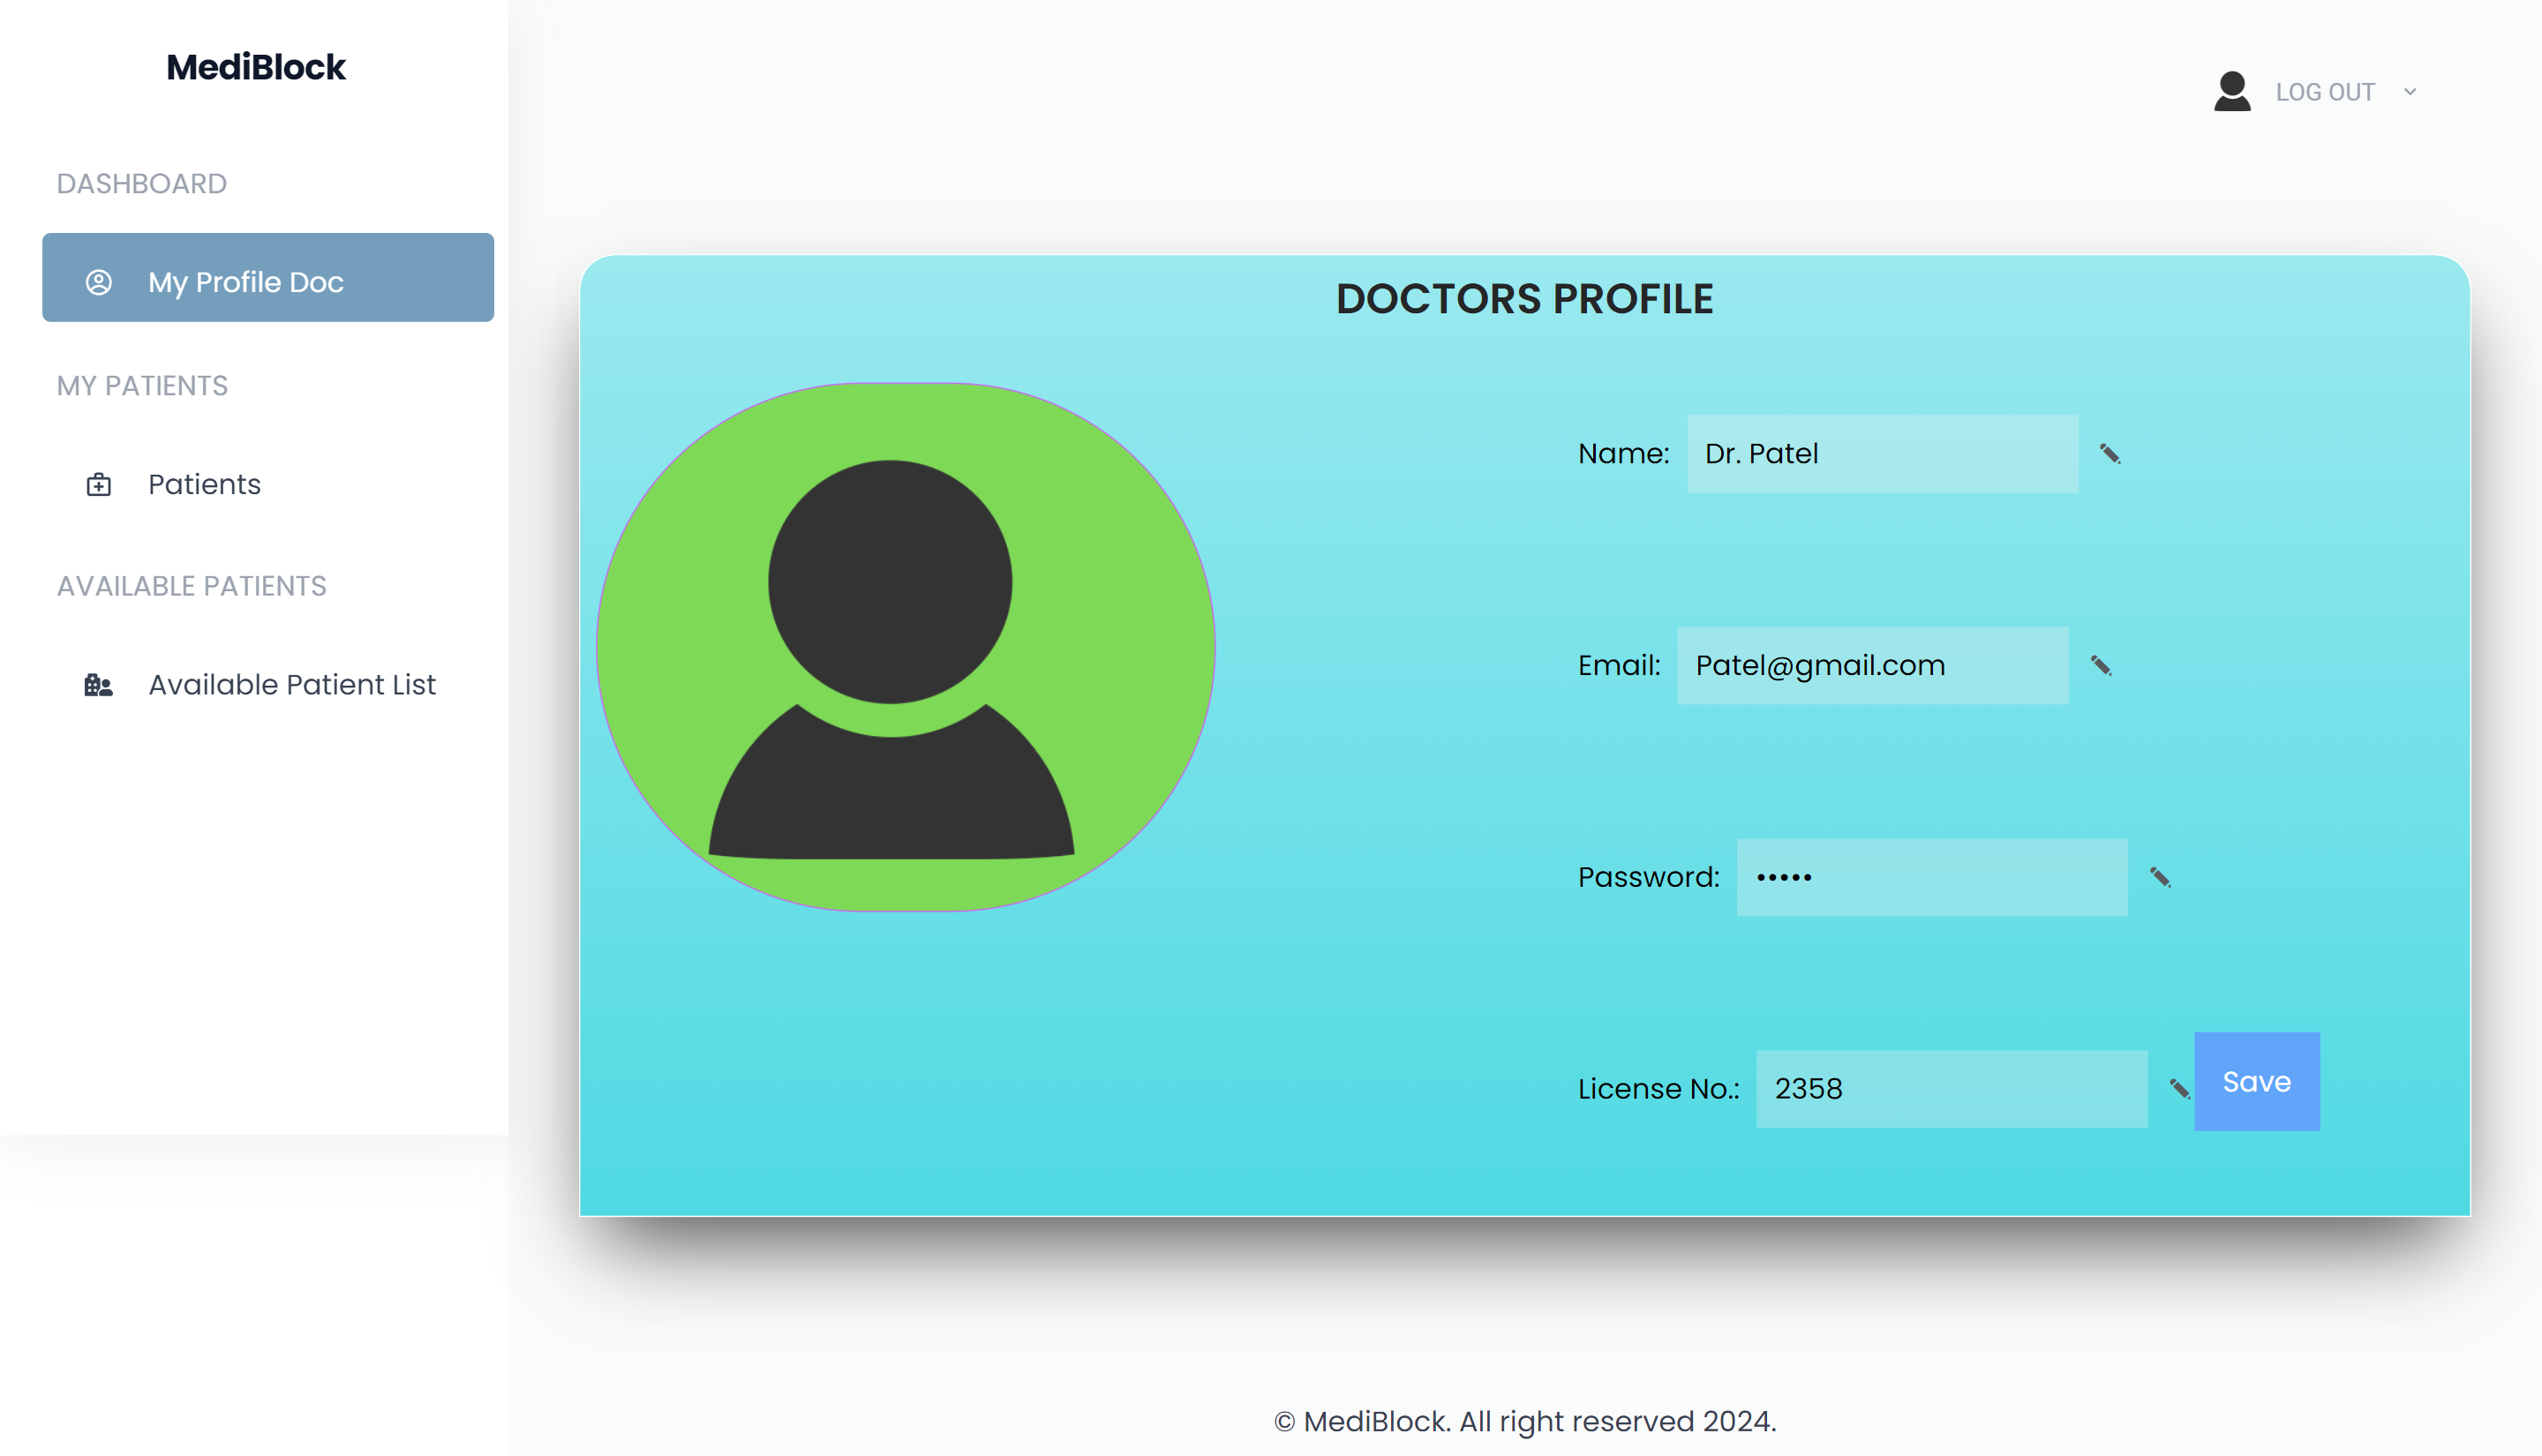 MediBlock
LOG OUT
DASHBOARD
My Profile Doc
MY PATIENTS
Patients
AVAILABLE PATIENTS
Available Patient List
DOCTORS PROFILE
Name: Dr. Patel
Email: Patel@gmail.com
Password: •••••
License No.: 2358
Save
© MediBlock. All right reserved 2024.